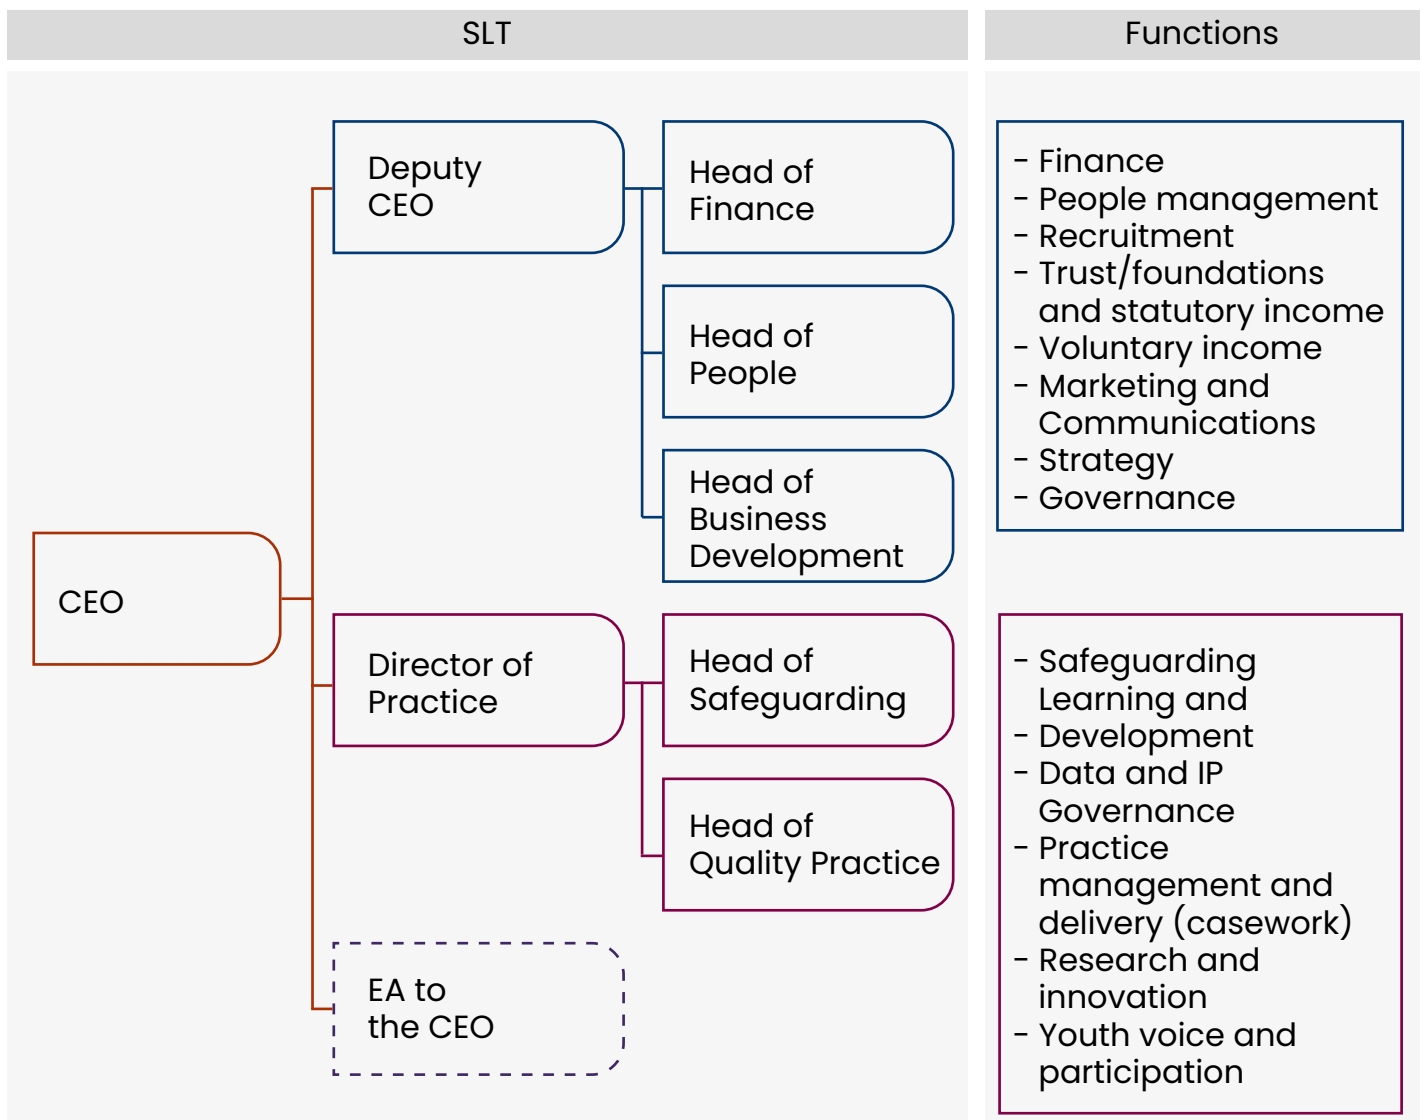 SLT
Functions
Deputy
CEO
Head of
Finance
Head of
People
Head of
Business
Development
CEO
Director of
Practice
Head of
Safeguarding
Head of
Quality Practice
EA to
the CEO
- Finance
- People management
- Recruitment
- Trust/foundations
and statutory income
- Voluntary income
- Marketing and
Communications
- Strategy
- Governance
- Safeguarding
Learning and
- Development
- Data and IP
Governance
- Practice
management and
delivery (casework)
- Research and
innovation
- Youth voice and
participation